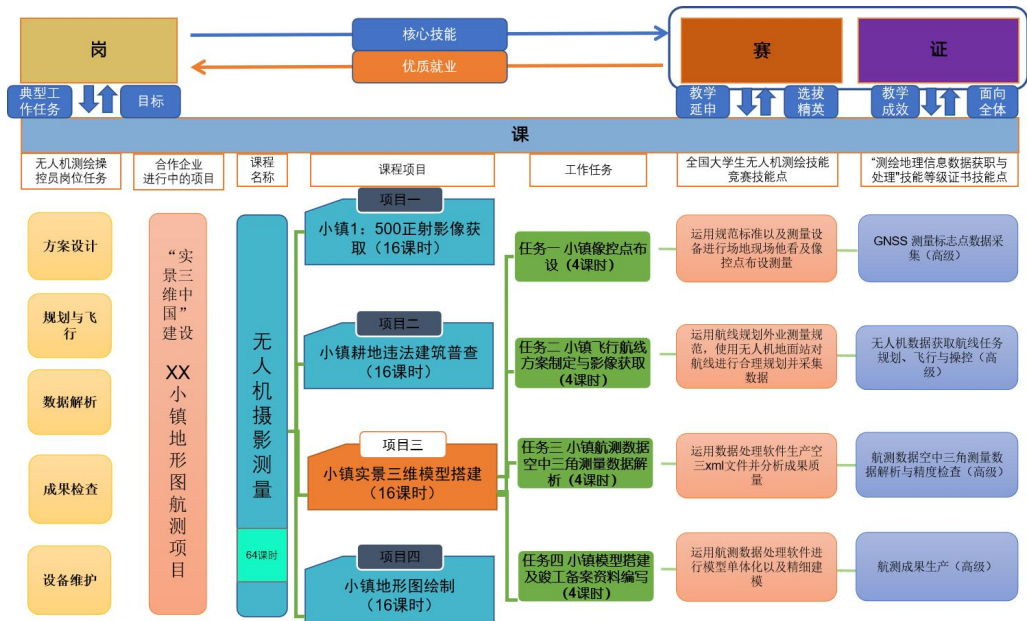 岗
核心技能
优质就业
赛
证
典型工
作任务
目标
教学
延申
选拔
精英
教学
成效
面向
全体
课
无人机测绘操
控员岗位任务
合作企业
进行中的项目
课程
名称
课程项目
工作任务
全国大学生无人机测绘技能
竞赛技能点
“测绘地理信息数据获职与
处理”技能等级证书技能点
方案设计
规划与飞
行
数据解析
成果检查
设备维护
“实景三维中国”建设
XX小镇地形图航测项目
无人机摄影测量
64课时
项目一
小镇1：500正射影像获
取（16课时）
项目二
小镇耕地违法建筑普查
（16课时）
项目三
小镇实景三维模型搭建
（16课时）
项目四
小镇地形图绘制
（16课时）
任务一 小镇像控点布
设（4课时）
任务二 小镇飞行航线
方案制定与影像获取
（4课时）
任务三 小镇航测数据
空中三角测量数据解
析（4课时）
任务四 小镇模型搭建
及竣工备案资料编写
（4课时）
运用规范标准以及测量设
备进行场地现场他看及像
控点布设测量
运用航线规划外业测量规
范，使用无人机地面站对
航线进行合理规划并采集
数据
运用数据处理软件生产空
三xml文件并分析成果质
量
运用航测数据处理软件进
行模型单体化以及精细建
模
GNSS 测量标志点数据采
集（高级）
无人机数据获取航线任务
规划、飞行与操控（高
级）
航测数据空中三角测量数
据解析与精度检查（高级）
航测成果生产（高级）